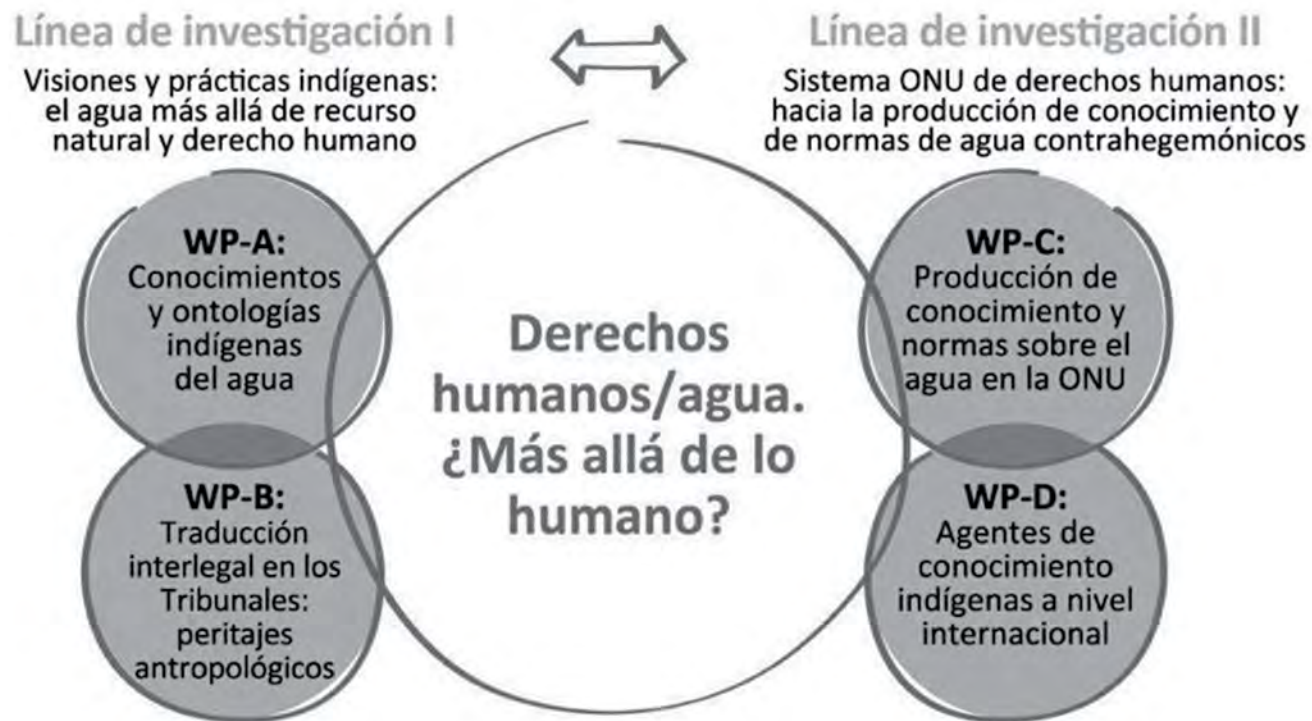 Línea de investigación I
Visiones y prácticas indígenas:
el agua más allá de recurso
natural y derecho humano
Línea de investigación II
Sistema ONU de derechos humanos:
hacia la producción de conocimiento y
de normas de agua contrahegemónicos
WP-A:
Conocimientos
y ontologías
indígenas
del agua
WP-B:
Traducción
interlegal en los
Tribunales:
peritajes
antropológicos
Derechos
humanos/agua.
¿Más allá de lo
humano?
WP-C:
Producción de
conocimiento y
normas sobre el
agua en la ONU
WP-D:
Agentes de
conocimiento
indígenas a nivel
internacional